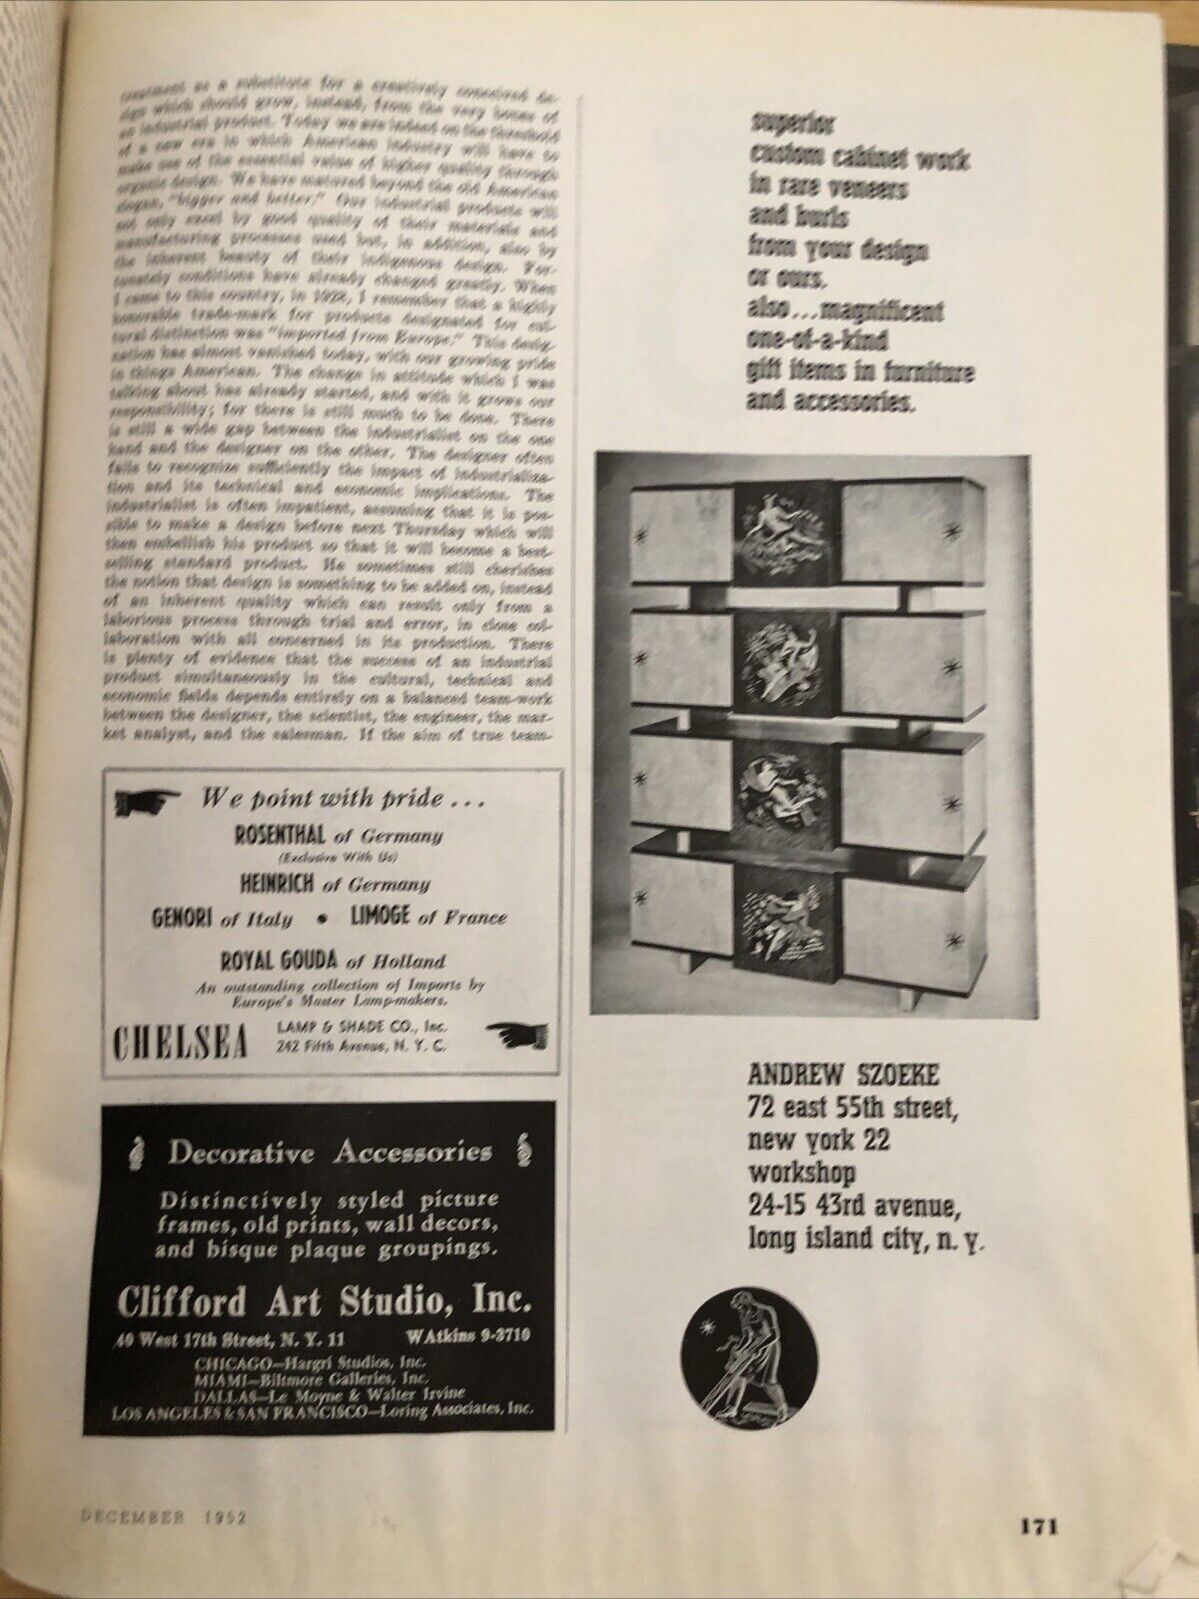 treatment as a substitute for a creatively conceived de-
sign which should grow, instead, from the very bones of
an industrial product. Today we are indeed on the threshold
of a new era in which American industry will have to
make use of the essential value of higher quality through
organic design. We have matured beyond the old American
slogan, "bigger and better." Our industrial products will
not only excel by good quality of their materials and
manufacturing processes used but, in addition, also by
the inherent beauty of their indigenous design. For-
tunately conditions have already changed greatly. When
I came to this country, in 1928, I remember that a highly
honorable trade-mark for products designated for cul-
tural distinction was "imported from Europe." This desig-
nation has almost vanished today, with our growing pride
in things American. The change in attitude which I was
talking about has already started, and with it grows our
responsibility; for there is still much to be done. There
is still a wide gap between the industrialist on the one
hand and the designer on the other. The designer often
fails to recognize sufficiently the impact of industrializa-
tion and its technical and economic implications. The
industrialist is often impatient, assuming that it is pos-
sible to make a design before next Thursday which will
then embellish his product so that it will become a best-
selling standard product. He sometimes still cherishes
the notion that design is something to be added on, instead
of an inherent quality which can result only from a
laborious process through trial and error, in close col-
laboration with all concerned in its production. There
is plenty of evidence that the success of an industrial
product simultaneously in the cultural, technical and
economic fields depends entirely on a balanced team-work
between the designer, the scientist, the engineer, the mar-
ket analyst, and the salesman. If the aim of true team-
We point with pride ...
ROSENTHAL of Germany
(Exclusive With Us)
HEINRICH of Germany
GENORI of Italy • LIMOGE of France
ROYAL GOUDA of Holland
An outstanding collection of Imports by
Europe's Master Lamp-makers.
CHELSEA LAMP & SHADE CO., Inc.
242 Fifth Avenue, N. Y. C.
Decorative Accessories
Distinctively styled picture
frames, old prints, wall decors,
and bisque plaque groupings.
Clifford Art Studio, Inc.
40 West 17th Street, N. Y. 11 WAtkins 9-3710
CHICAGO—Hargri Studios, Inc.
MIAMI—Biltmore Galleries, Inc.
DALLAS—Le Moyne & Walter Irvine
LOS ANGELES & SAN FRANCISCO—Loring Associates, Inc.
superior
custom cabinet work
in rare veneers
and burls
from your design
or ours.
also...magnificent
one-of-a-kind
gift items in furniture
and accessories.
ANDREW SZOEKE
72 east 55th street,
new york 22
workshop
24-15 43rd avenue,
long island city, n. y.
DECEMBER 1952
171